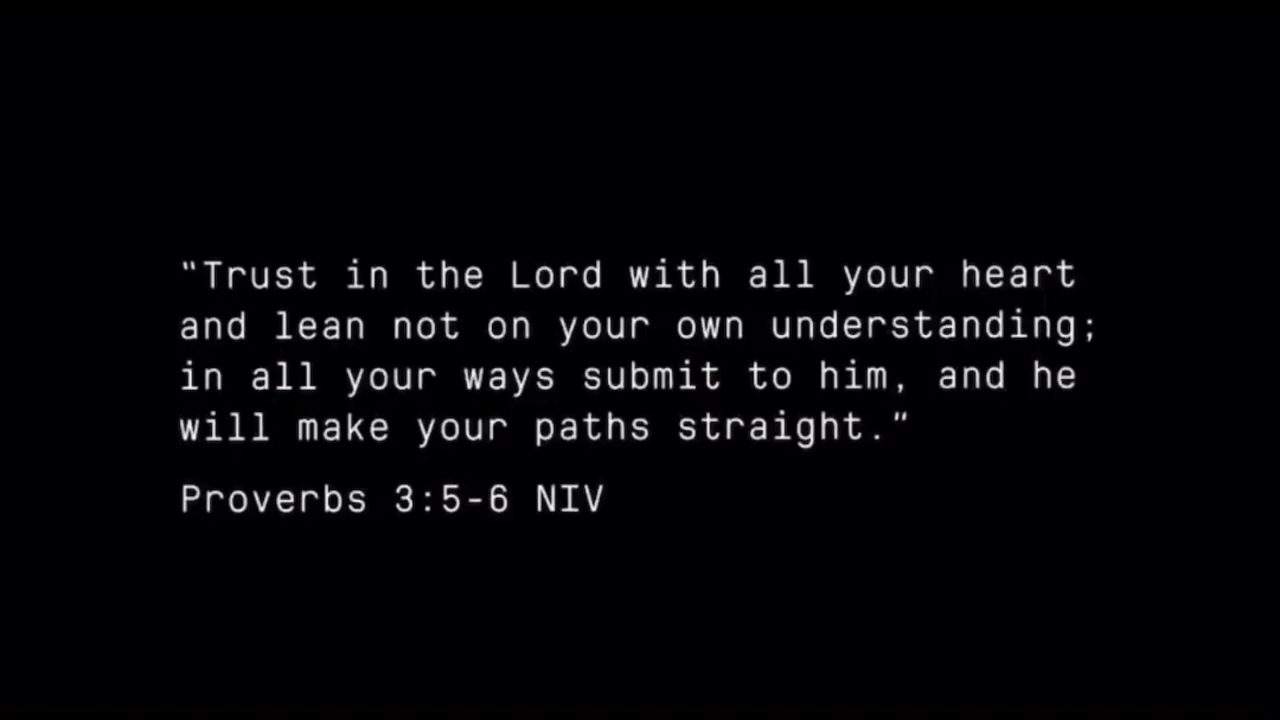 "Trust in the Lord with all your heart
and lean not on your own understanding;
in all your ways submit to him, and he
will make your paths straight."
Proverbs 3:5-6 NIV